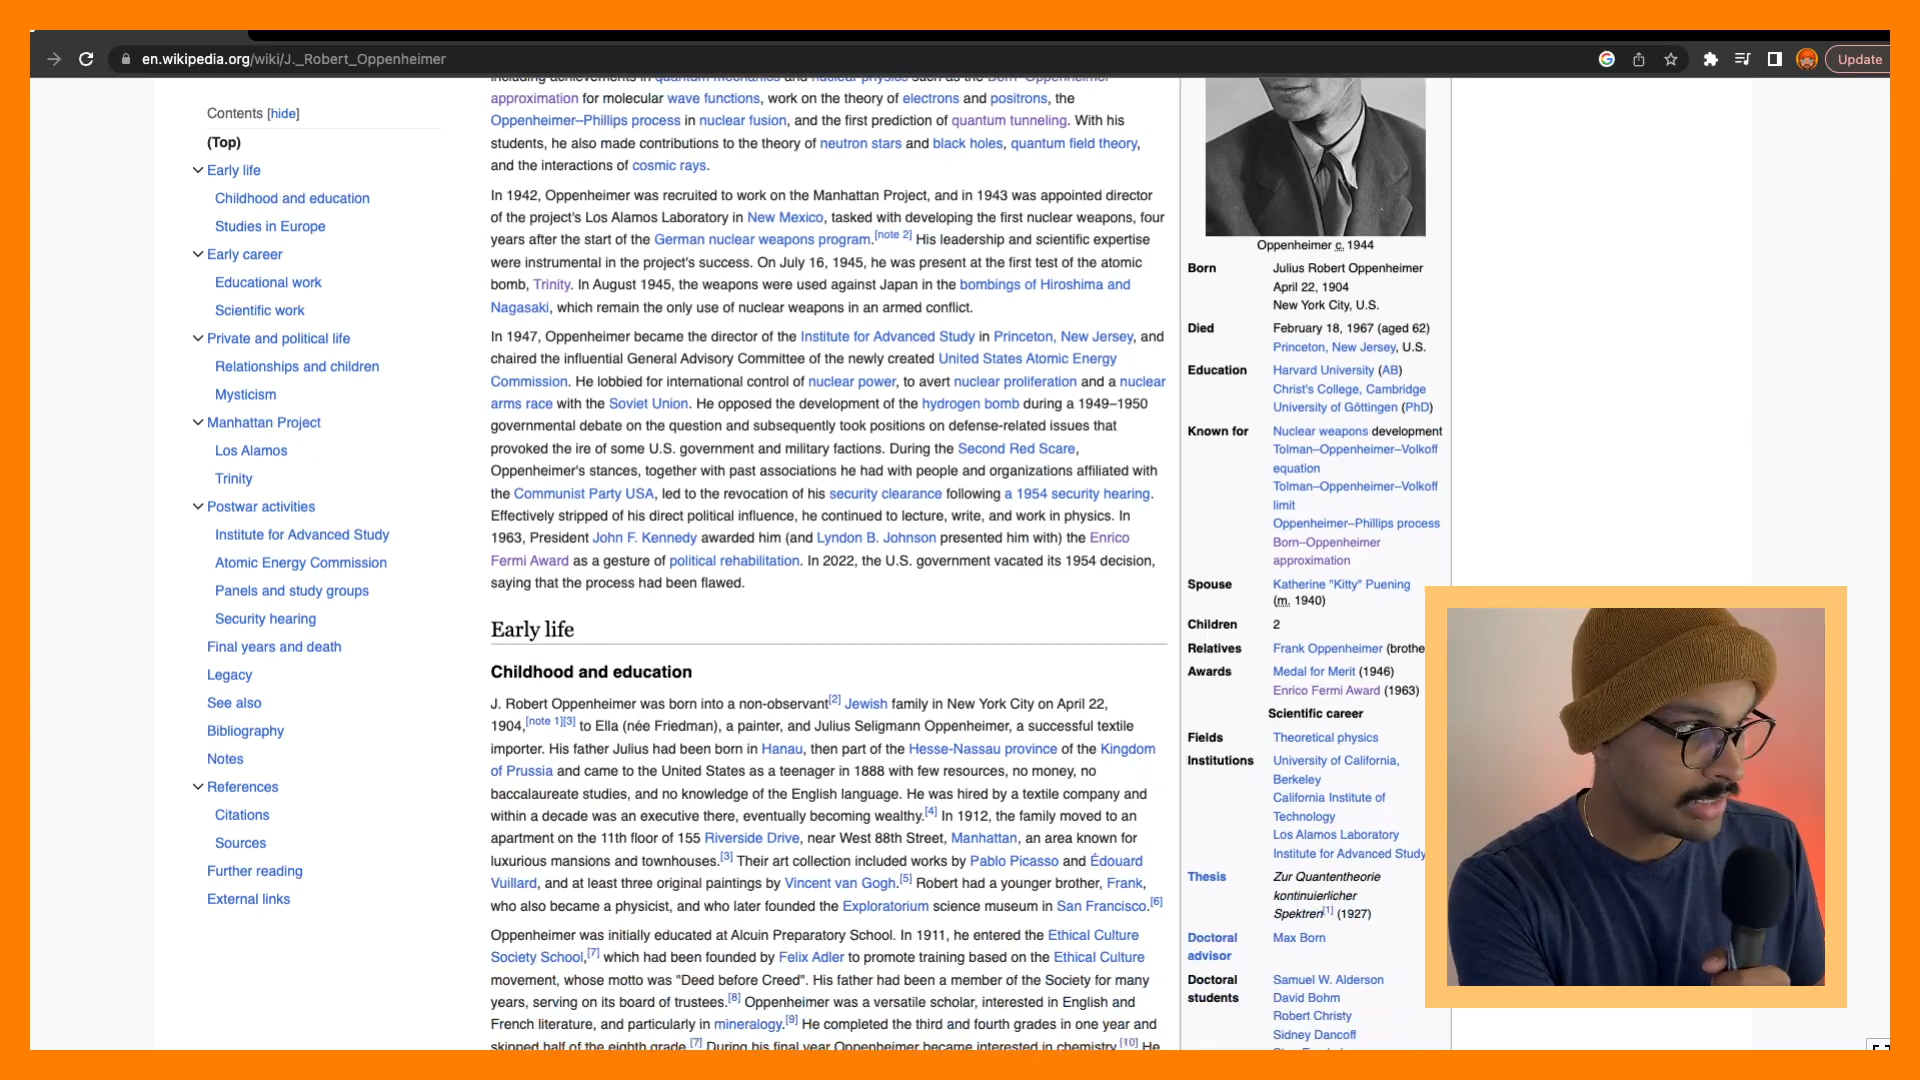 en.wikipedia.org/wiki/J._Robert_Oppenheimer
Update
Contents [hide]
(Top)
Early life
Childhood and education
Studies in Europe
Early career
Educational work
Scientific work
Private and political life
Relationships and children
Mysticism
Manhattan Project
Los Alamos
Trinity
Postwar activities
Institute for Advanced Study
Atomic Energy Commission
Panels and study groups
Security hearing
Final years and death
Legacy
See also
Bibliography
Notes
References
Citations
Sources
Further reading
External links
including achievements in quantum mechanics and nuclear physics such as the Born–Oppenheimer
approximation for molecular wave functions, work on the theory of electrons and positrons, the
Oppenheimer–Phillips process in nuclear fusion, and the first prediction of quantum tunneling. With his
students, he also made contributions to the theory of neutron stars and black holes, quantum field theory,
and the interactions of cosmic rays.
In 1942, Oppenheimer was recruited to work on the Manhattan Project, and in 1943 was appointed director
of the project's Los Alamos Laboratory in New Mexico, tasked with developing the first nuclear weapons, four
years after the start of the German nuclear weapons program.[note 2] His leadership and scientific expertise
were instrumental in the project's success. On July 16, 1945, he was present at the first test of the atomic
bomb, Trinity. In August 1945, the weapons were used against Japan in the bombings of Hiroshima and
Nagasaki, which remain the only use of nuclear weapons in an armed conflict.
In 1947, Oppenheimer became the director of the Institute for Advanced Study in Princeton, New Jersey, and
chaired the influential General Advisory Committee of the newly created United States Atomic Energy
Commission. He lobbied for international control of nuclear power, to avert nuclear proliferation and a nuclear
arms race with the Soviet Union. He opposed the development of the hydrogen bomb during a 1949–1950
governmental debate on the question and subsequently took positions on defense-related issues that
provoked the ire of some U.S. government and military factions. During the Second Red Scare,
Oppenheimer's stances, together with past associations he had with people and organizations affiliated with
the Communist Party USA, led to the revocation of his security clearance following a 1954 security hearing.
Effectively stripped of his direct political influence, he continued to lecture, write, and work in physics. In
1963, President John F. Kennedy awarded him (and Lyndon B. Johnson presented him with) the Enrico
Fermi Award as a gesture of political rehabilitation. In 2022, the U.S. government vacated its 1954 decision,
saying that the process had been flawed.
Early life
Childhood and education
J. Robert Oppenheimer was born into a non-observant[2] Jewish family in New York City on April 22,
1904,[note 1][3] to Ella (née Friedman), a painter, and Julius Seligmann Oppenheimer, a successful textile
importer. His father Julius had been born in Hanau, then part of the Hesse-Nassau province of the Kingdom
of Prussia and came to the United States as a teenager in 1888 with few resources, no money, no
baccalaureate studies, and no knowledge of the English language. He was hired by a textile company and
within a decade was an executive there, eventually becoming wealthy.[4] In 1912, the family moved to an
apartment on the 11th floor of 155 Riverside Drive, near West 88th Street, Manhattan, an area known for
luxurious mansions and townhouses.[3] Their art collection included works by Pablo Picasso and Édouard
Vuillard, and at least three original paintings by Vincent van Gogh.[5] Robert had a younger brother, Frank,
who also became a physicist, and who later founded the Exploratorium science museum in San Francisco.[6]
Oppenheimer was initially educated at Alcuin Preparatory School. In 1911, he entered the Ethical Culture
Society School,[7] which had been founded by Felix Adler to promote training based on the Ethical Culture
movement, whose motto was "Deed before Creed". His father had been a member of the Society for many
years, serving on its board of trustees.[8] Oppenheimer was a versatile scholar, interested in English and
French literature, and particularly in mineralogy.[9] He completed the third and fourth grades in one year and
skipped half of the eighth grade.[7] During his final year Oppenheimer became interested in chemistry.[10] He
Oppenheimer c. 1944
Born Julius Robert Oppenheimer
April 22, 1904
New York City, U.S.
Died February 18, 1967 (aged 62)
Princeton, New Jersey, U.S.
Education Harvard University (AB)
Christ's College, Cambridge
University of Göttingen (PhD)
Known for Nuclear weapons development
Tolman–Oppenheimer–Volkoff
equation
Tolman–Oppenheimer–Volkoff
limit
Oppenheimer–Phillips process
Born–Oppenheimer
approximation
Spouse Katherine "Kitty" Puening
(m. 1940)
Children 2
Relatives Frank Oppenheimer (brothe
Awards Medal for Merit (1946)
Enrico Fermi Award (1963)
Scientific career
Fields Theoretical physics
Institutions University of California,
Berkeley
California Institute of
Technology
Los Alamos Laboratory
Institute for Advanced Study
Thesis Zur Quantentheorie
kontinuierlicher
Spektren[1] (1927)
Doctoral Max Born
advisor
Doctoral Samuel W. Alderson
students David Bohm
Robert Christy
Sidney Dancoff